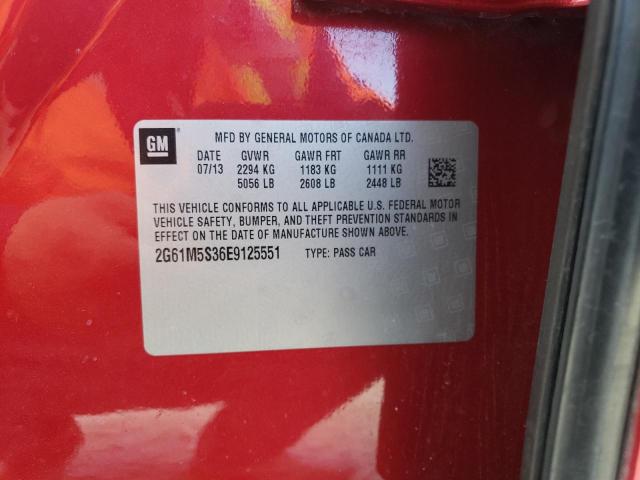 GM
MFD BY GENERAL MOTORS OF CANADA LTD.
DATE GVWR GAWR FRT GAWR RR
07/13 2294 KG 1183 KG 1111 KG
5056 LB 2608 LB 2448 LB
THIS VEHICLE CONFORMS TO ALL APPLICABLE U.S. FEDERAL MOTOR
VEHICLE SAFETY, BUMPER, AND THEFT PREVENTION STANDARDS IN
EFFECT ON THE DATE OF MANUFACTURE SHOWN ABOVE.
2G61M5S36E9125551 TYPE: PASS CAR